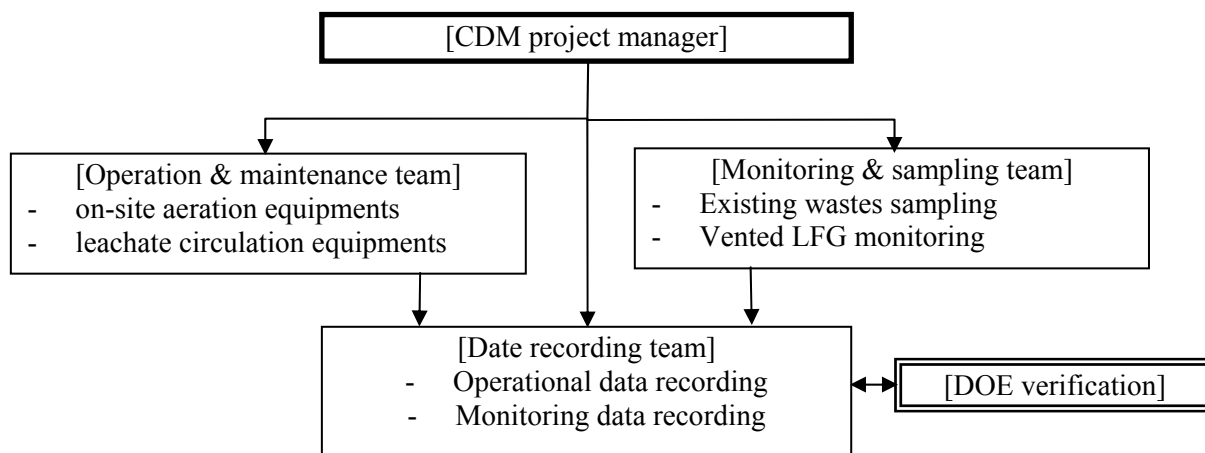 [CDM project manager]
[Operation & maintenance team]
- on-site aeration equipments
- leachate circulation equipments
[Monitoring & sampling team]
- Existing wastes sampling
- Vented LFG monitoring
[Date recording team]
- Operational data recording
- Monitoring data recording
[DOE verification]